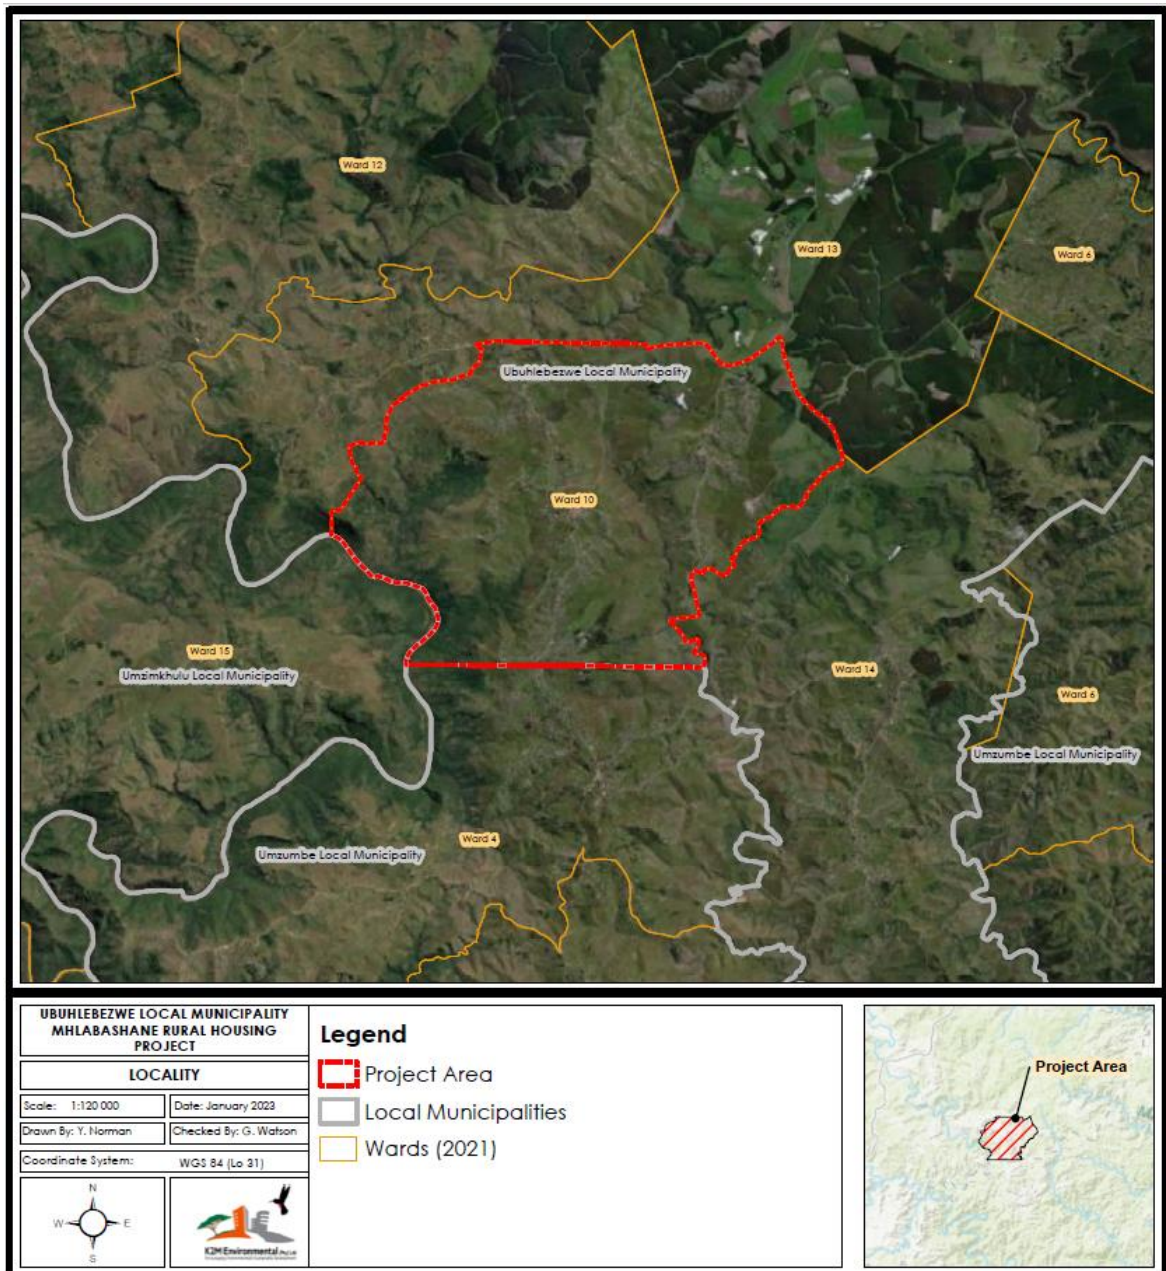 Ward 12
Ward 13
Ward 6
Ubuhlebezwe Local Municipality
Ward 10
Ward 15
Umzimkhulu Local Municipality
Ward 14
Ward 6
Umzumbe Local Municipality
Ward 4
Umzumbe Local Municipality
UBUHLEBEZWE LOCAL MUNICIPALITY
MHLABASHANE RURAL HOUSING
PROJECT
LOCALITY
Scale: 1:120 000
Date: January 2023
Drawn By: Y. Norman
Checked By: G. Watson
Coordinate System: WGS 84 (Lo 31)
N
W E
S
K2M Environmental
Legend
Project Area
Local Municipalities
Wards (2021)
Project Area